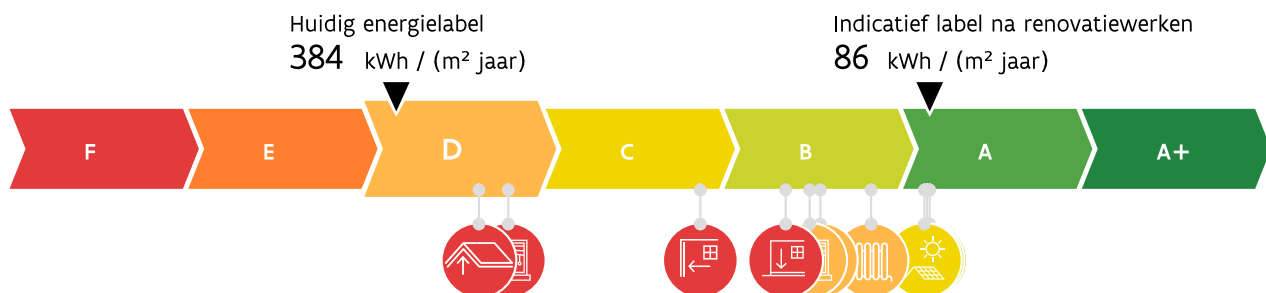 Huidig energielabel
384 kWh / (m² jaar)
Indicatief label na renovatiewerken
86 kWh / (m² jaar)
F E D C B A A+